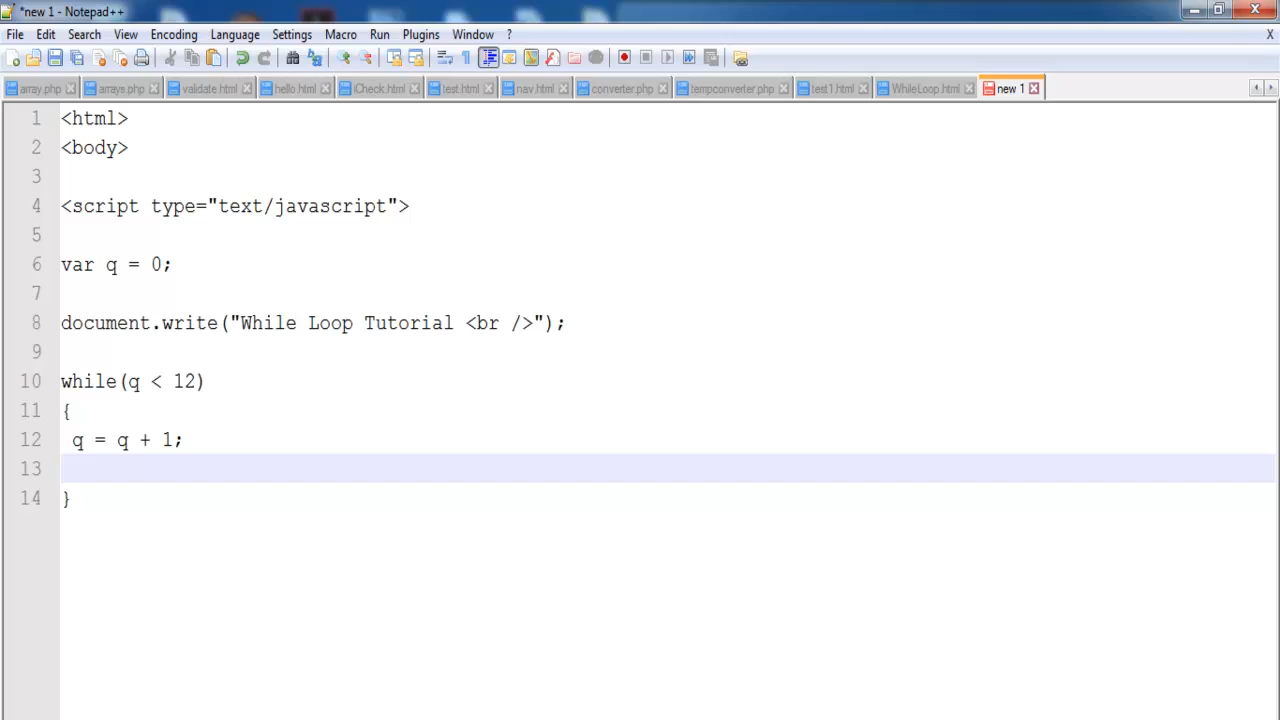 *new 1 - Notepad++
File Edit Search View Encoding Language Settings Macro Run Plugins Window ? X
array.php arrays.php validate.html hello.html iCheck.html test.html nav.html converter.php tempconverter.php test1.html WhileLoop.html new 1
1 <html>
2 <body>
3
4 <script type="text/javascript">
5
6 var q = 0;
7
8 document.write("While Loop Tutorial <br />");
9
10 while(q < 12)
11 {
12 q = q + 1;
13
14 }